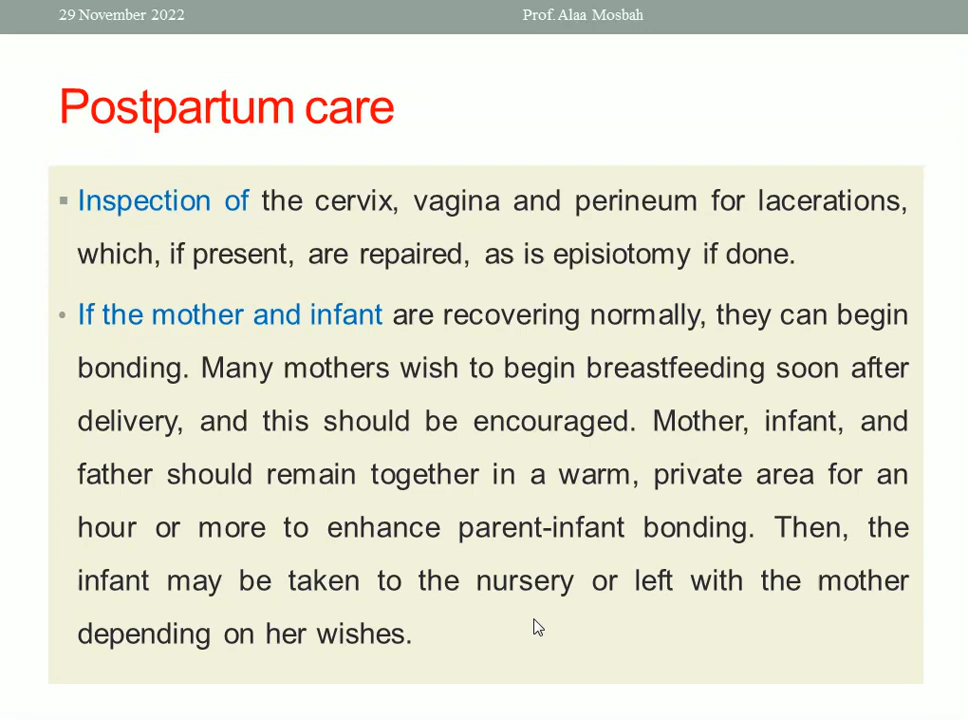 29 November 2022
Prof. Alaa Mosbah
Postpartum care
Inspection of the cervix, vagina and perineum for lacerations,
which, if present, are repaired, as is episiotomy if done.
If the mother and infant are recovering normally, they can begin
bonding. Many mothers wish to begin breastfeeding soon after
delivery, and this should be encouraged. Mother, infant, and
father should remain together in a warm, private area for an
hour or more to enhance parent-infant bonding. Then, the
infant may be taken to the nursery or left with the mother
depending on her wishes.